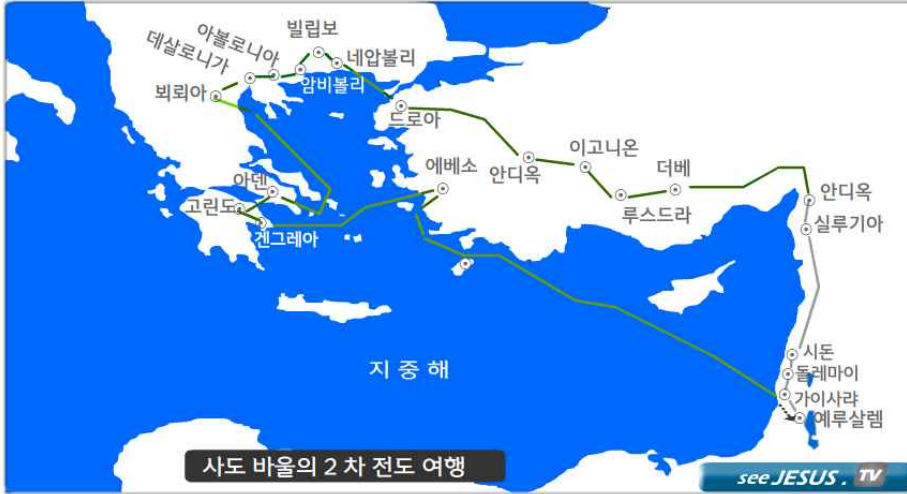 빌립보
아볼로니아
네압볼리
데살로니가
암비볼리
뵈뢰아
드로아
이고니온
에베소
안디옥
더베
아덴
안디옥
고린도
루스드라
실루기아
겐그레아
시돈
지 중 해
돌레마이
가이사랴
예루살렘
사도 바울의 2 차 전도 여행
see JESUS . TV